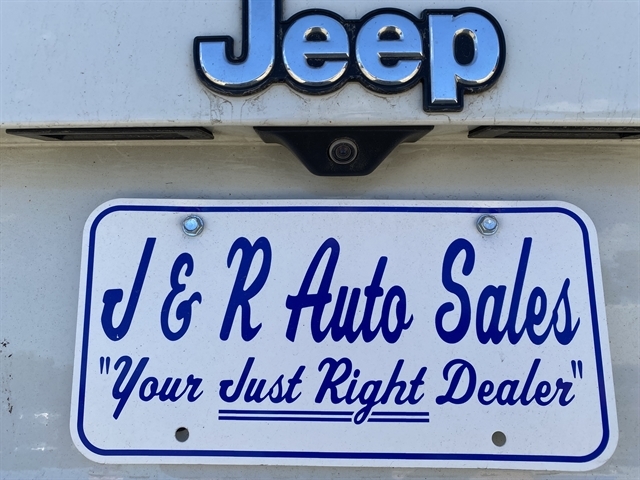 Jeep
J & R Auto Sales
"Your Just Right Dealer"